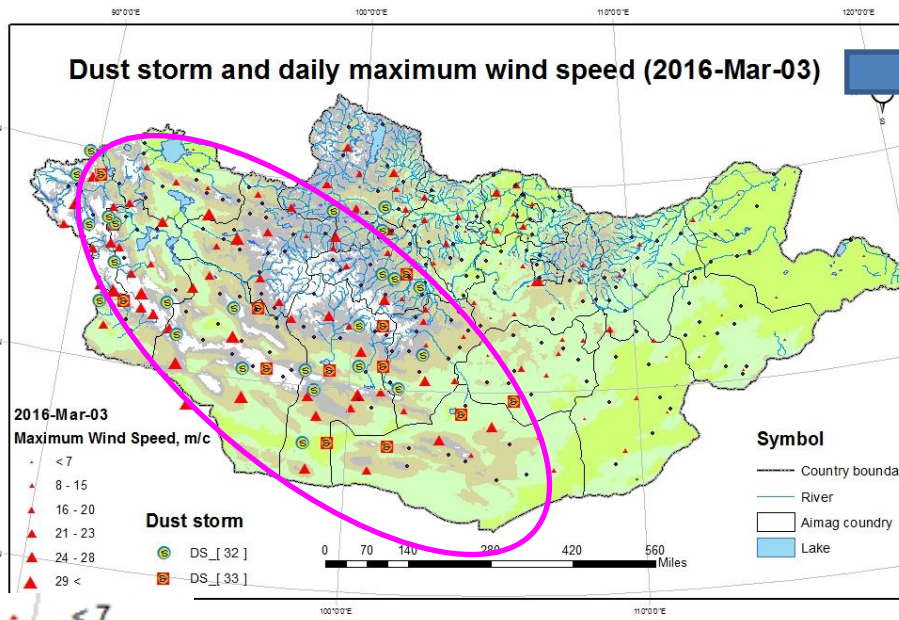 90°0'0"E 100°0'0"E 110°0'0"E 120°0'0"E
Dust storm and daily maximum wind speed (2016-Mar-03)
S
2016-Mar-03
Maximum Wind Speed, m/c
< 7
8 - 15
16 - 20
21 - 23
24 - 28
29 <
Dust storm
DS_[ 32 ]
DS_[ 33 ]
0 70 140 280 420 560
Miles
Symbol
Country bounda
River
Aimag coundry
Lake
100°0'0"E 110°0'0"E
< 7